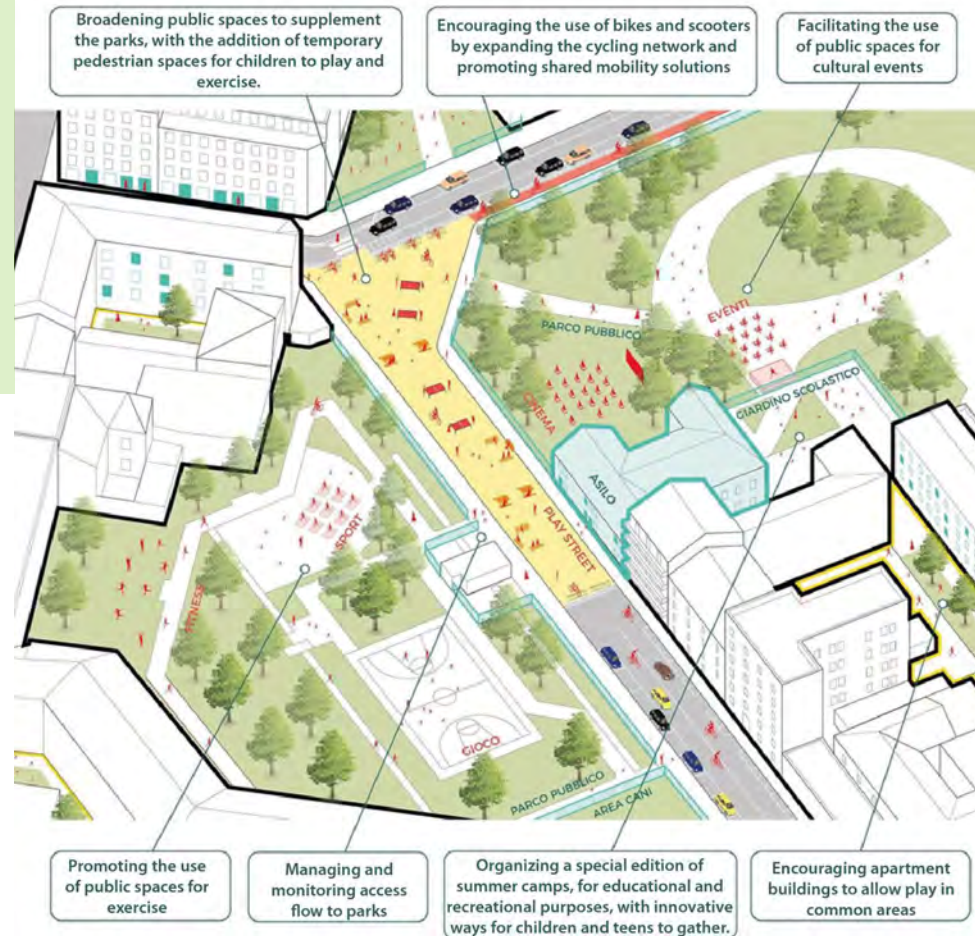 Broadening public spaces to supplement
the parks, with the addition of temporary
pedestrian spaces for children to play and
exercise.
Encouraging the use of bikes and scooters
by expanding the cycling network and
promoting shared mobility solutions
Facilitating the use
of public spaces for
cultural events
EVENTI
PARCO PUBBLICO
CINEMA
GIARDINO SCOLASTICO
ASILO
PLAY STREET
SPORT
FITNESS
GIOCO
PARCO PUBBLICO
AREA CANI
Promoting the use
of public spaces for
exercise
Managing and
monitoring access
flow to parks
Organizing a special edition of
summer camps, for educational and
recreational purposes, with innovative
ways for children and teens to gather.
Encouraging apartment
buildings to allow play in
common areas